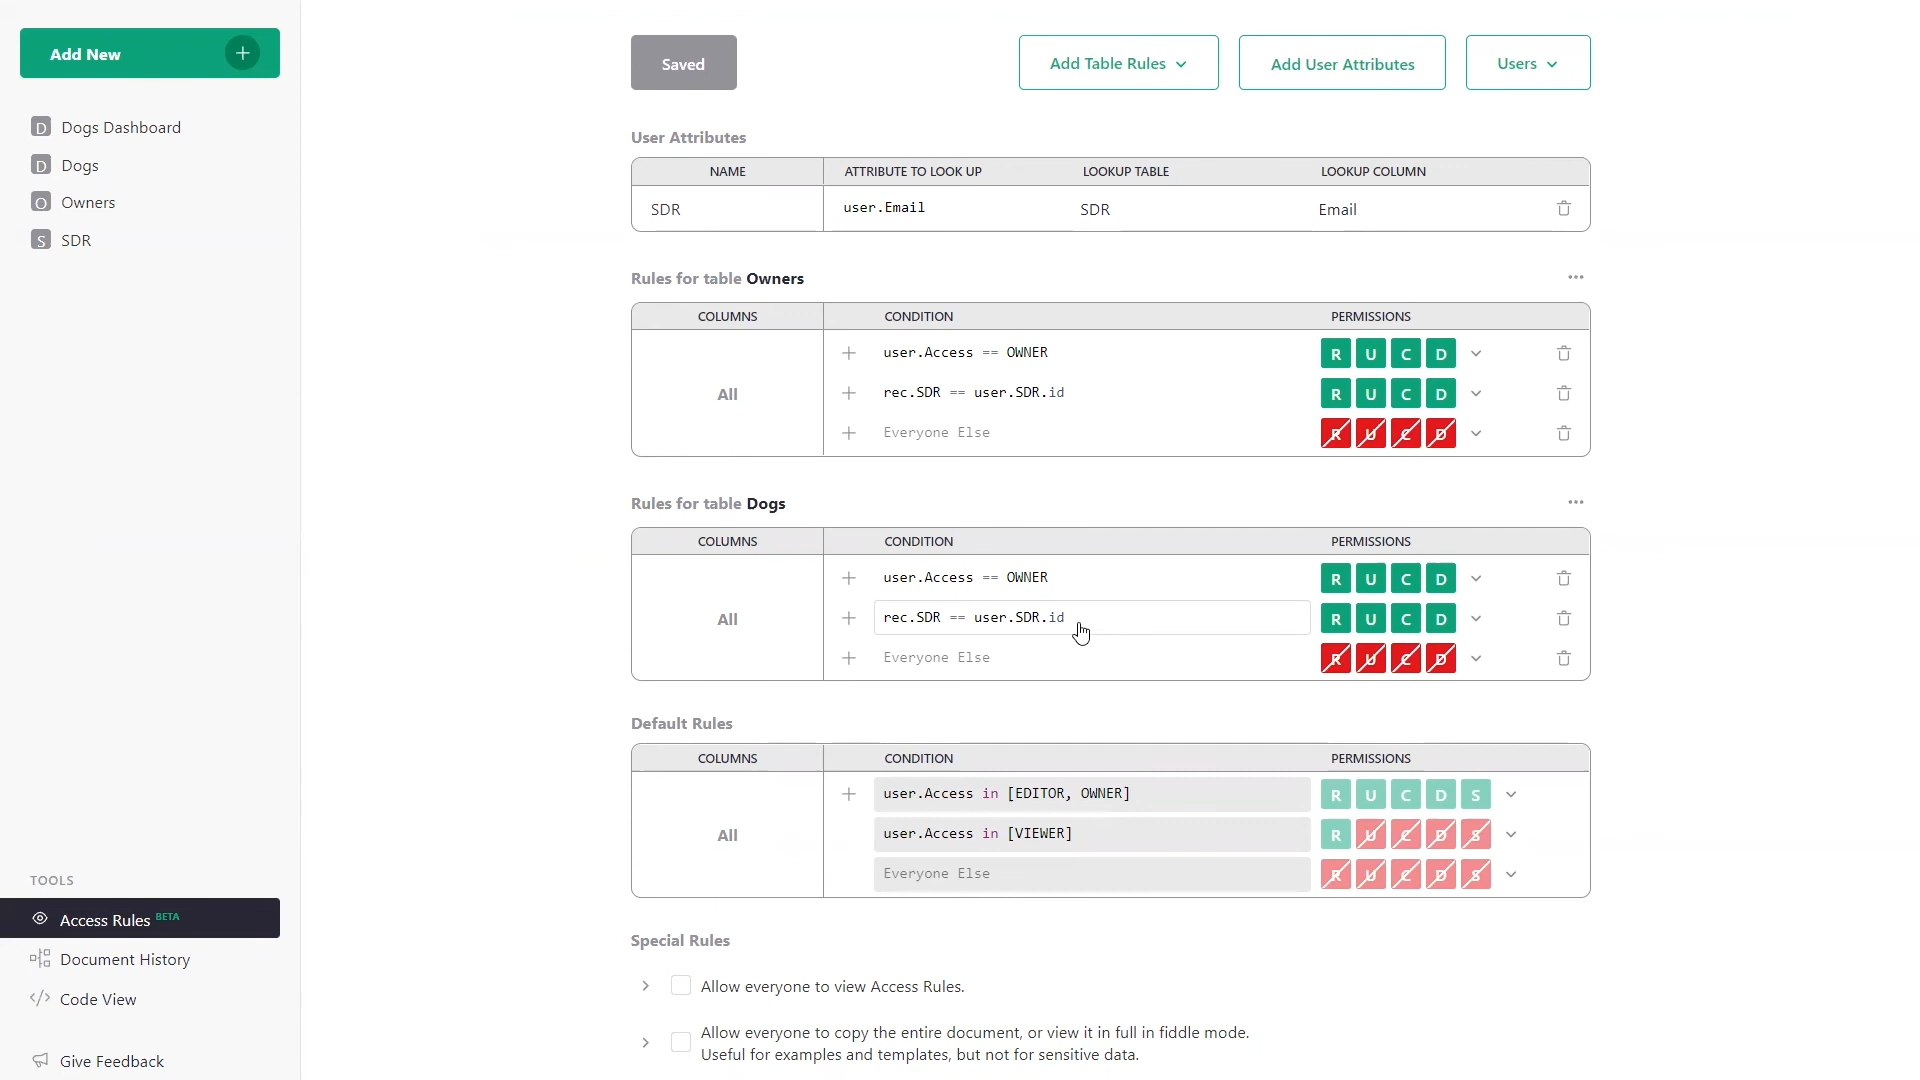 Add New
D Dogs Dashboard
D Dogs
O Owners
S SDR
TOOLS
Access Rules BETA
Document History
Code View
Give Feedback
Saved
Add Table Rules
Add User Attributes
Users
User Attributes
NAME ATTRIBUTE TO LOOK UP LOOKUP TABLE LOOKUP COLUMN
SDR user.Email SDR Email
Rules for table Owners
COLUMNS CONDITION PERMISSIONS
All
user.Access == OWNER R U C D
rec.SDR == user.SDR.id R U C D
Everyone Else R U C D
Rules for table Dogs
COLUMNS CONDITION PERMISSIONS
All
user.Access == OWNER R U C D
rec.SDR == user.SDR.id R U C D
Everyone Else R U C D
Default Rules
COLUMNS CONDITION PERMISSIONS
All
user.Access in [EDITOR, OWNER] R U C D S
user.Access in [VIEWER] R U C D S
Everyone Else R U C D S
Special Rules
Allow everyone to view Access Rules.
Allow everyone to copy the entire document, or view it in full in fiddle mode.
Useful for examples and templates, but not for sensitive data.